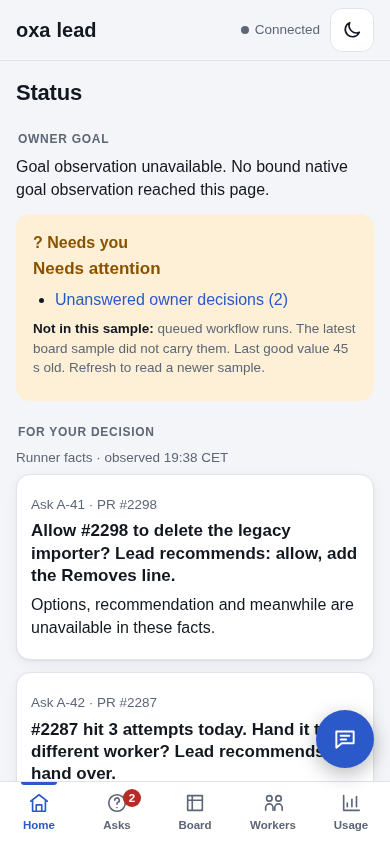 oxa lead
Connected
Status
OWNER GOAL
Goal observation unavailable. No bound native
goal observation reached this page.
? Needs you
Needs attention
• Unanswered owner decisions (2)
Not in this sample: queued workflow runs. The latest
board sample did not carry them. Last good value 45
s old. Refresh to read a newer sample.
FOR YOUR DECISION
Runner facts · observed 19:38 CET
Ask A-41 · PR #2298
Allow #2298 to delete the legacy
importer? Lead recommends: allow, add
the Removes line.
Options, recommendation and meanwhile are
unavailable in these facts.
Ask A-42 · PR #2287
#2287 hit 3 attempts today. Hand it
different worker? Lead recommends
hand over.
2
Home
Asks
Board
Workers
Usage